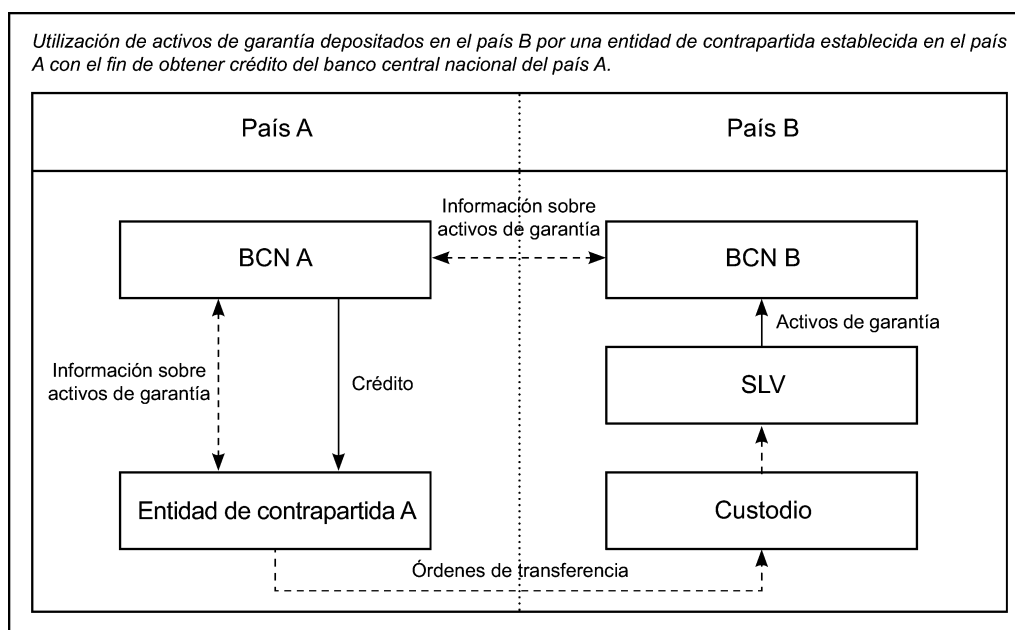 Utilización de activos de garantía depositados en el país B por una entidad de contrapartida establecida en el país
A con el fin de obtener crédito del banco central nacional del país A.
País A
País B
Información sobre
activos de garantía
BCN A
BCN B
Activos de garantía
Información sobre
activos de garantía
Crédito
SLV
Entidad de contrapartida A
Custodio
Órdenes de transferencia